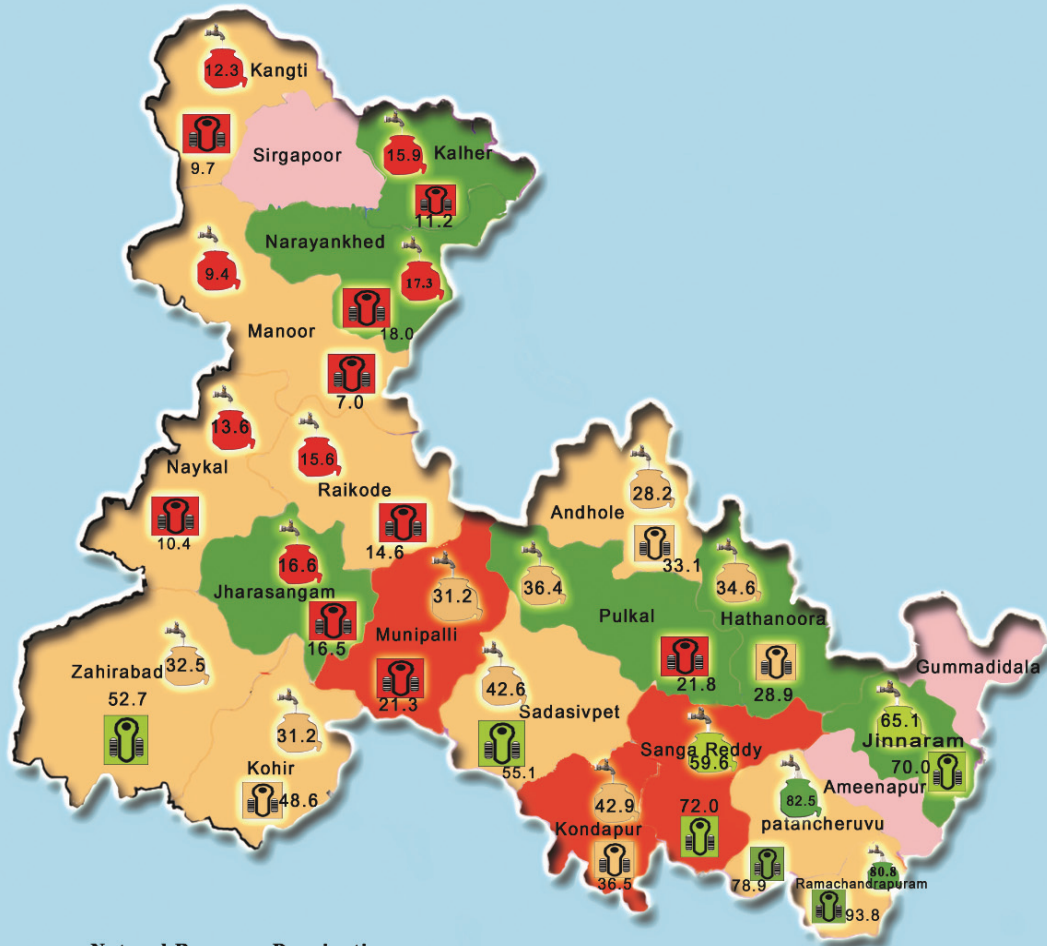 12.3 Kangti
9.7
Sirgapoor
15.9 Kalher
11.2
Narayankhed
9.4
17.3
18.0
Manoor
7.0
13.6
Naykal
10.4
15.6
Raikode
14.6
28.2
Andhole
33.1
16.6
Jharasangam
16.5
31.2
Munipalli
21.3
36.4
Pulkal
21.8
34.6
Hathanoora
28.9
Gummadidala
Zahirabad 32.5
52.7
31.2
Kohir
48.6
42.6
Sadasivpet
55.1
Sanga Reddy
59.6
72.0
65.1
Jinnaram
70.0
Ameenapur
42.9
Kondapur
36.5
82.5
patancheruvu
78.9
80.8
Ramachandrapuram
93.8